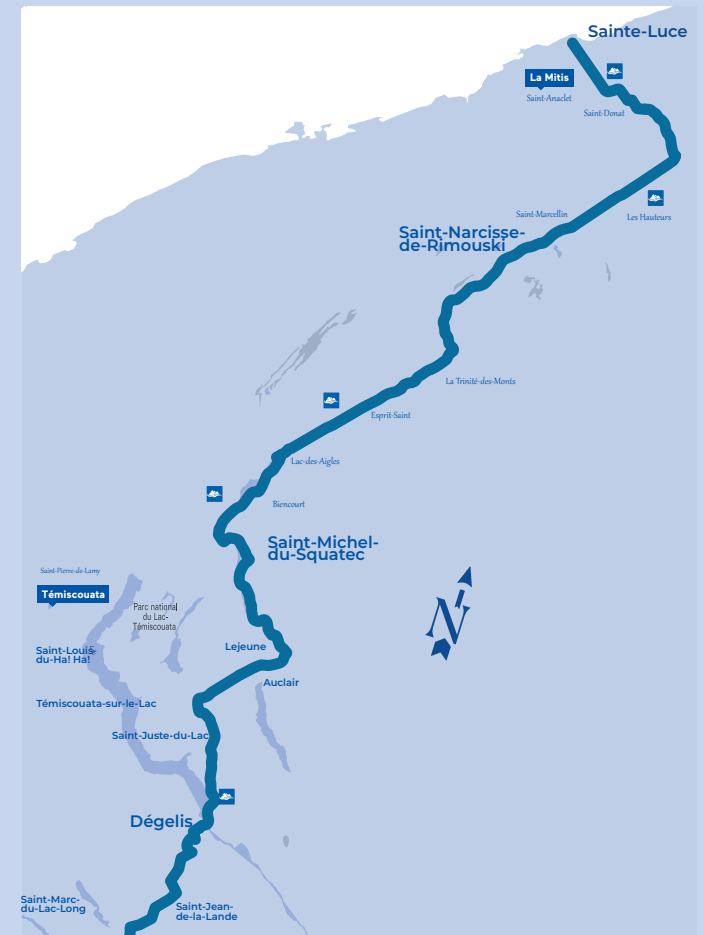 Sainte-Luce
La Mitis
Saint-Anaclet
Saint-Donat
Saint-Marcellin
Les Hauteurs
Saint-Narcisse-
de-Rimouski
La Trinité-des-Monts
Esprit-Saint
Lac-des-Aigles
Biencourt
Saint-Michel-
du-Squatec
Saint-Pierre-de-Lamy
Témiscouata
Parc national
du Lac-
Témiscouata
N
Saint-Louis-
du-Ha! Ha!
Lejeune
Auclair
Témiscouata-sur-le-Lac
Saint-Juste-du-Lac
Dégelis
Saint-Marc-
du-Lac-Long
Saint-Jean-
de-la-Lande